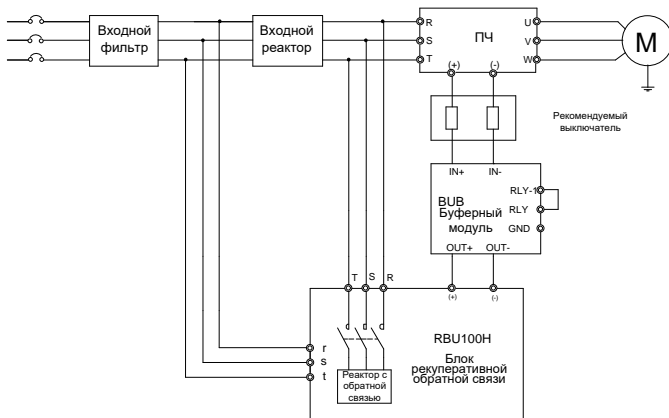 Входной
фильтр
Входной
реактор
R
S
T
ПЧ
(+)
(-)
U
V
W
M
Рекомендуемый
выключатель
IN+
IN-
BUB
Буферный
модуль
RLY-1
RLY
GND
OUT+
OUT-
T
S
R
(+)
(-)
r
s
t
RBU100H
Блок
рекуперативной
обратной связи
Реактор с
обратной
связью